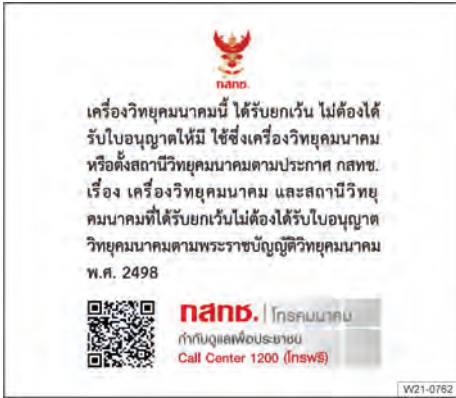 กสทช.
เครื่องวิทยุคมนาคมนี้ ได้รับยกเว้น ไม่ต้องได้
รับใบอนุญาตให้มี ใช้ซึ่งเครื่องวิทยุคมนาคม
หรือตั้งสถานีวิทยุคมนาคมตามประกาศ กสทช.
เรื่อง เครื่องวิทยุคมนาคม และสถานีวิทยุ
คมนาคมที่ได้รับยกเว้นไม่ต้องได้รับใบอนุญาต
วิทยุคมนาคมตามพระราชบัญญัติวิทยุคมนาคม
พ.ศ. 2498
กสทช. | โทรคมนาคม
กำกับดูแลเพื่อประชาชน
Call Center 1200 (โทรฟรี)
W21-0762